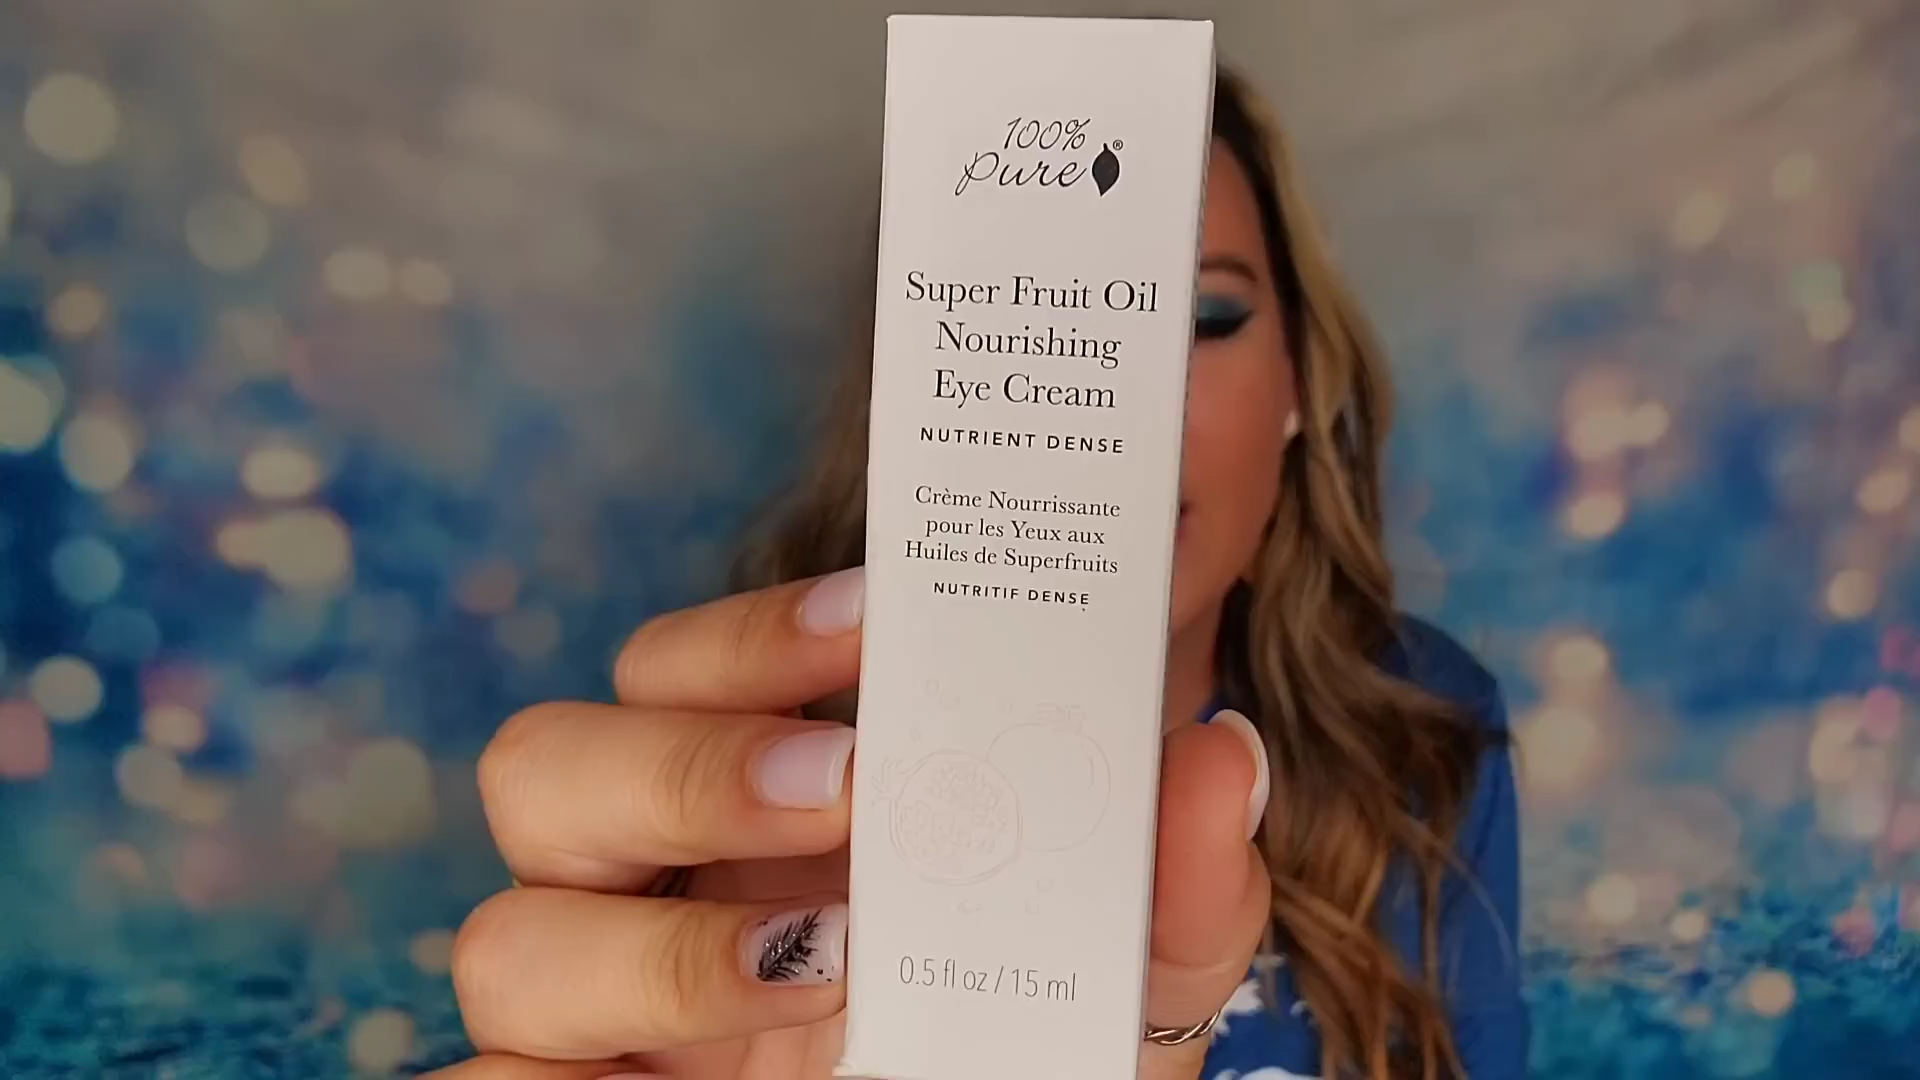 100%
Pure®
Super Fruit Oil
Nourishing
Eye Cream
NUTRIENT DENSE
Crème Nourrissante
pour les Yeux aux
Huiles de Superfruits
NUTRITIF DENSE
0.5 fl oz / 15 ml